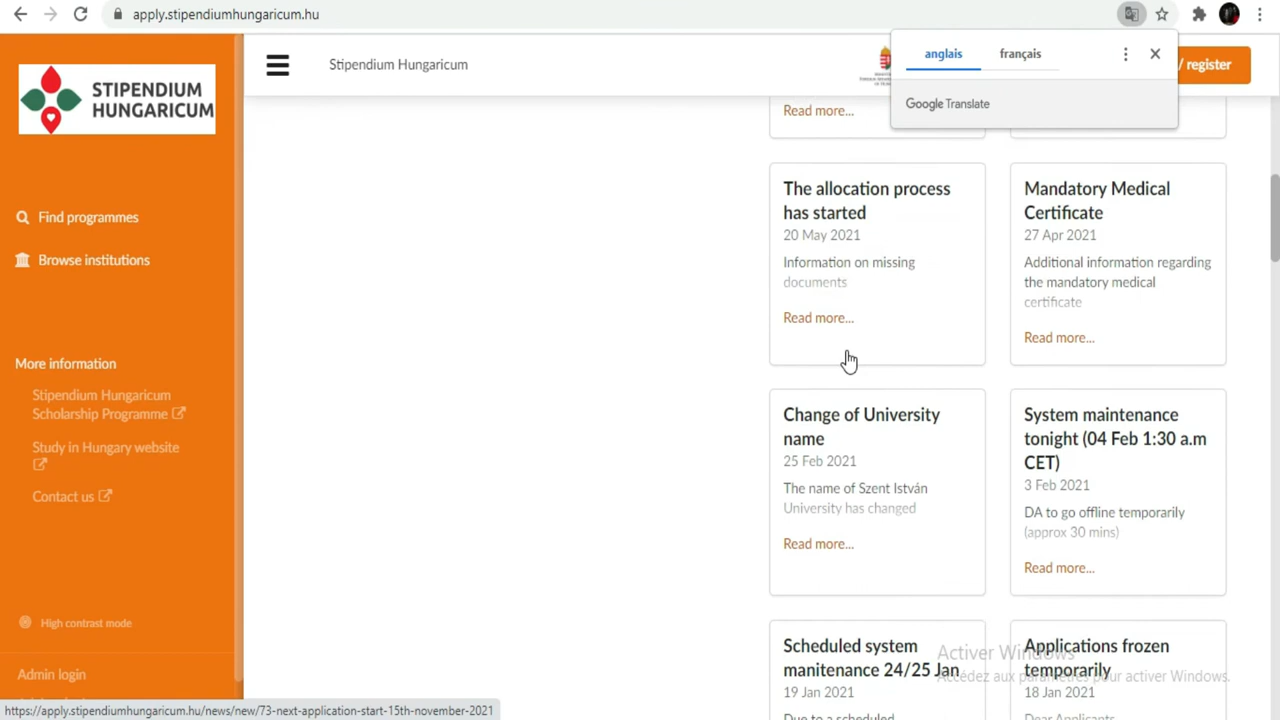 apply.stipendiumhungaricum.hu
anglais français
Google Translate
STIPENDIUM
HUNGARICUM
Stipendium Hungaricum
/ register
Find programmes
Browse institutions
More information
Stipendium Hungaricum
Scholarship Programme
Study in Hungary website
Contact us
High contrast mode
Admin login
Read more...
The allocation process
has started
20 May 2021
Information on missing
documents
Read more...
Mandatory Medical
Certificate
27 Apr 2021
Additional information regarding
the mandatory medical
certificate
Read more...
Change of University
name
25 Feb 2021
The name of Szent István
University has changed
Read more...
System maintenance
tonight (04 Feb 1:30 a.m
CET)
3 Feb 2021
DA to go offline temporarily
(approx 30 mins)
Read more...
Scheduled system
manitenance 24/25 Jan
19 Jan 2021
Due to a scheduled
Applications frozen
temporarily
18 Jan 2021
Dear Applicants
Activer Windows
Accédez aux paramètres pour activer Windows.
https://apply.stipendiumhungaricum.hu/news/new/73-next-application-start-15th-november-2021